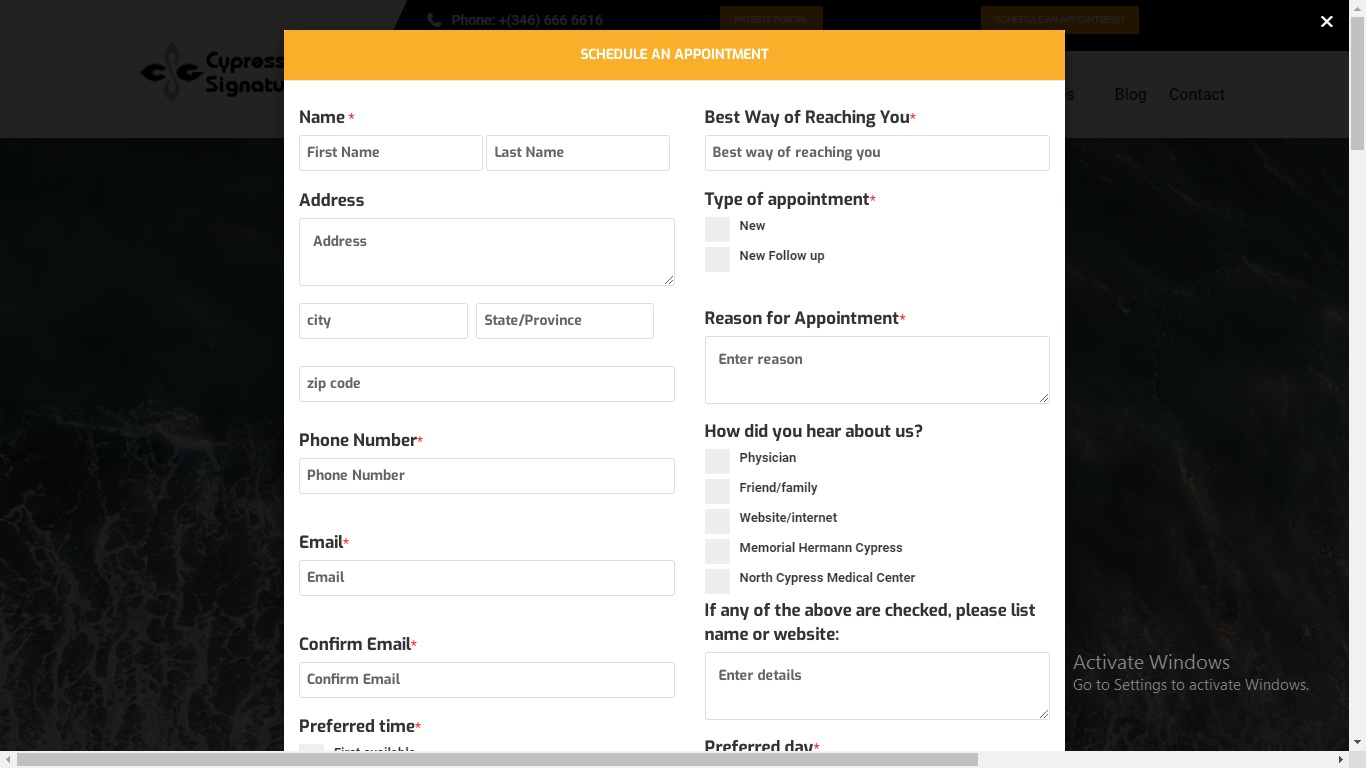 Phone: +(346) 666 6616
PATIENT PORTAL
SCHEDULE AN APPOINTMENT
Cypress
Signatu
Blog
Contact
SCHEDULE AN APPOINTMENT
Name *
First Name
Last Name
Address
Address
city
State/Province
zip code
Phone Number*
Phone Number
Email*
Email
Confirm Email*
Confirm Email
Preferred time*
First available
Best Way of Reaching You*
Best way of reaching you
Type of appointment*
New
New Follow up
Reason for Appointment*
Enter reason
How did you hear about us?
Physician
Friend/family
Website/internet
Memorial Hermann Cypress
North Cypress Medical Center
If any of the above are checked, please list
name or website:
Enter details
Preferred day*
Activate Windows
Go to Settings to activate Windows.